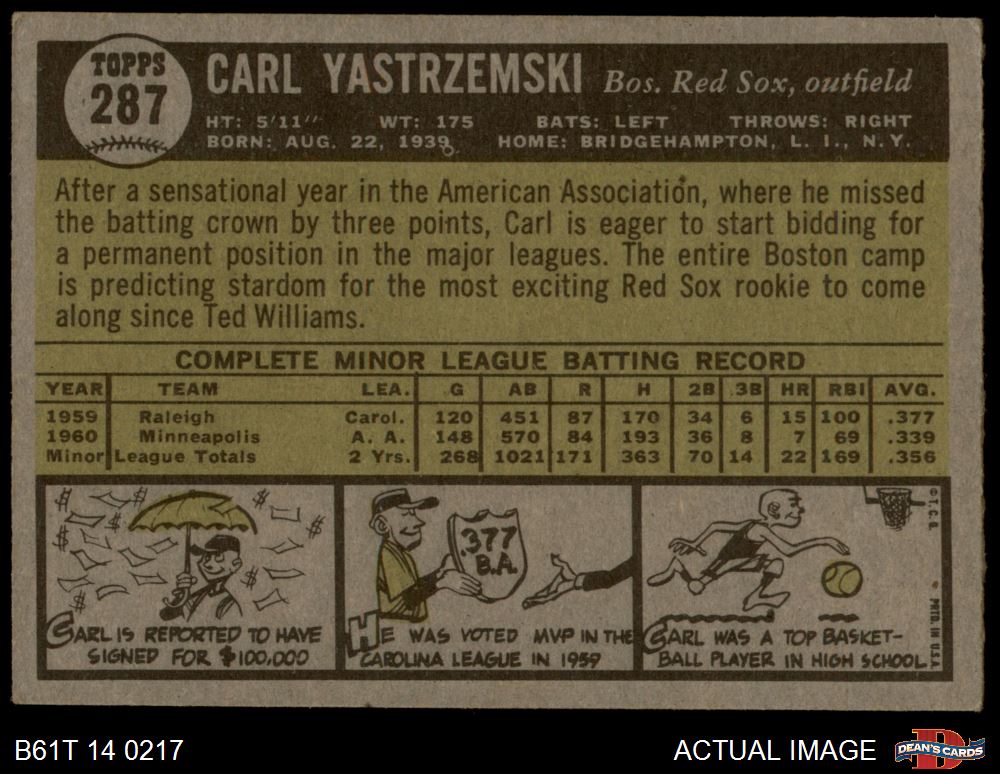 TOPPS
287
CARL YASTRZEMSKI Bos. Red Sox, outfield
HT: 5'11" WT: 175 BATS: LEFT THROWS: RIGHT
BORN: AUG. 22, 1939 HOME: BRIDGEHAMPTON, L. I., N.Y.
After a sensational year in the American Association, where he missed
the batting crown by three points, Carl is eager to start bidding for
a permanent position in the major leagues. The entire Boston camp
is predicting stardom for the most exciting Red Sox rookie to come
along since Ted Williams.
COMPLETE MINOR LEAGUE BATTING RECORD
YEAR TEAM LEA. G AB R H 2B 3B HR RBI AVG.
1959 Raleigh Carol. 120 451 87 170 34 6 15 100 .377
1960 Minneapolis A. A. 148 570 84 193 36 8 7 69 .339
Minor League Totals 2 Yrs. 268 1021 171 363 70 14 22 169 .356
$ $ $ $ $
CARL IS REPORTED TO HAVE
SIGNED FOR $100,000
.377
B.A.
HE WAS VOTED MVP IN THE
CAROLINA LEAGUE IN 1959
CARL WAS A TOP BASKET-
BALL PLAYER IN HIGH SCHOOL
© T. C. G.
PRTD. IN U.S.A.
B61T 14 0217
ACTUAL IMAGE
DEAN'S CARDS